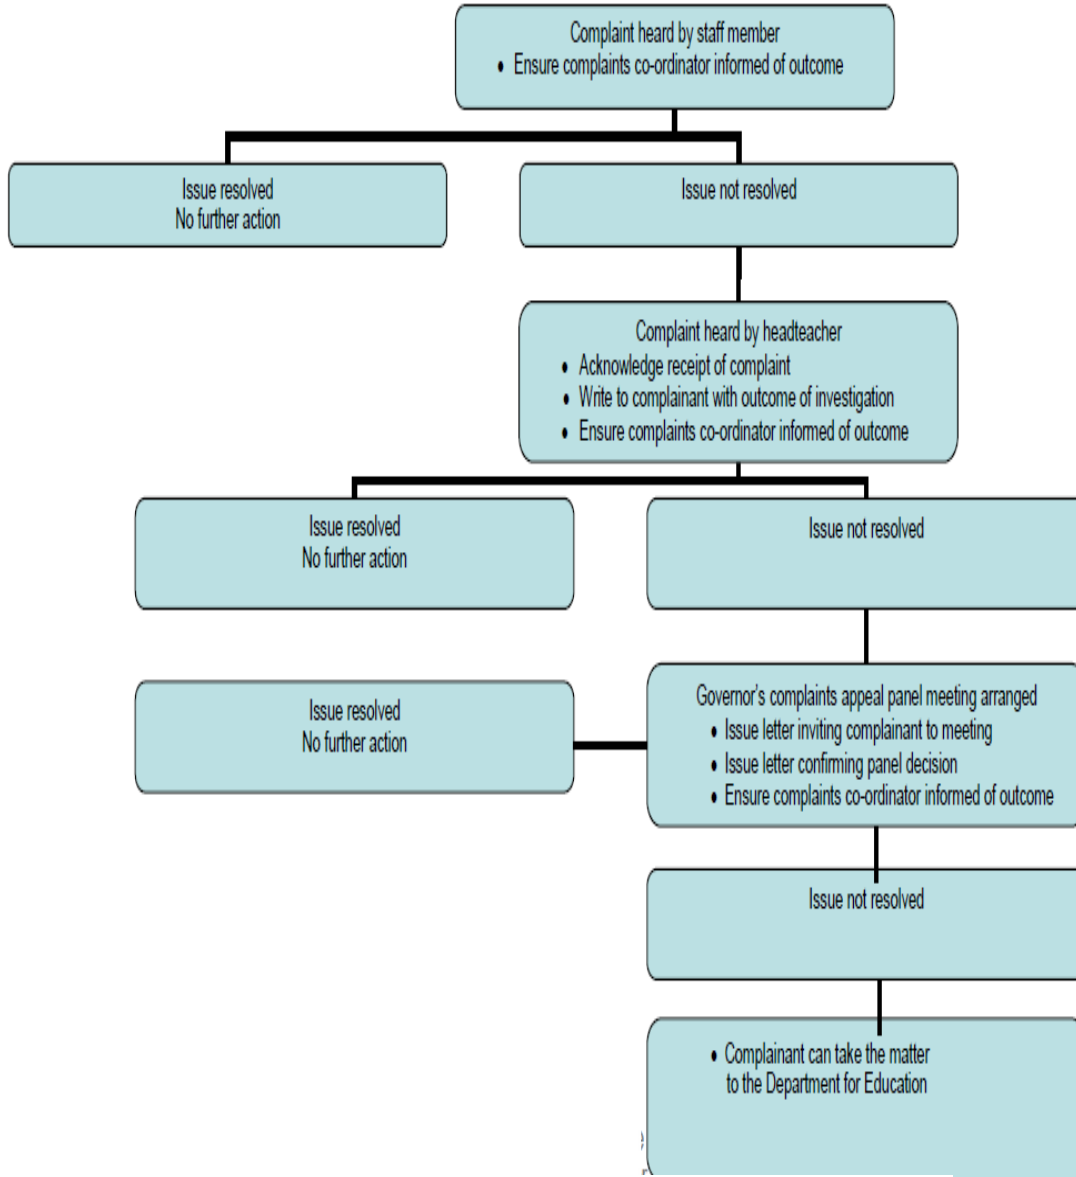 Complaint heard by staff member
• Ensure complaints co-ordinator informed of outcome
Issue resolved
No further action
Issue not resolved
Complaint heard by headteacher
• Acknowledge receipt of complaint
• Write to complainant with outcome of investigation
• Ensure complaints co-ordinator informed of outcome
Issue resolved
No further action
Issue not resolved
Issue resolved
No further action
Governor's complaints appeal panel meeting arranged
• Issue letter inviting complainant to meeting
• Issue letter confirming panel decision
• Ensure complaints co-ordinator informed of outcome
Issue not resolved
• Complainant can take the matter
to the Department for Education